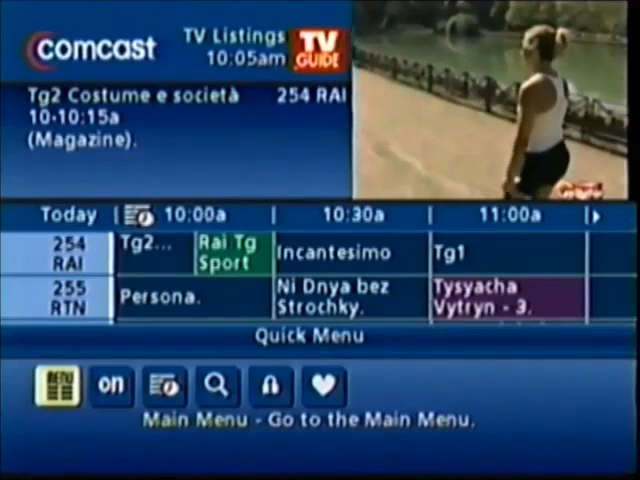 comcast
TV Listings
10:05am
TV
GUIDE
Tg2 Costume e società 254 RAI
10-10:15a
(Magazine).
Today 10:00a 10:30a 11:00a
254
RAI
Tg2...
Rai Tg
Sport
Incantesimo
Tg1
255
RTN
Persona.
Ni Dnya bez
Strochky.
Tysyacha
Vytryn - 3.
Quick Menu
MENU
on
Main Menu - Go to the Main Menu.